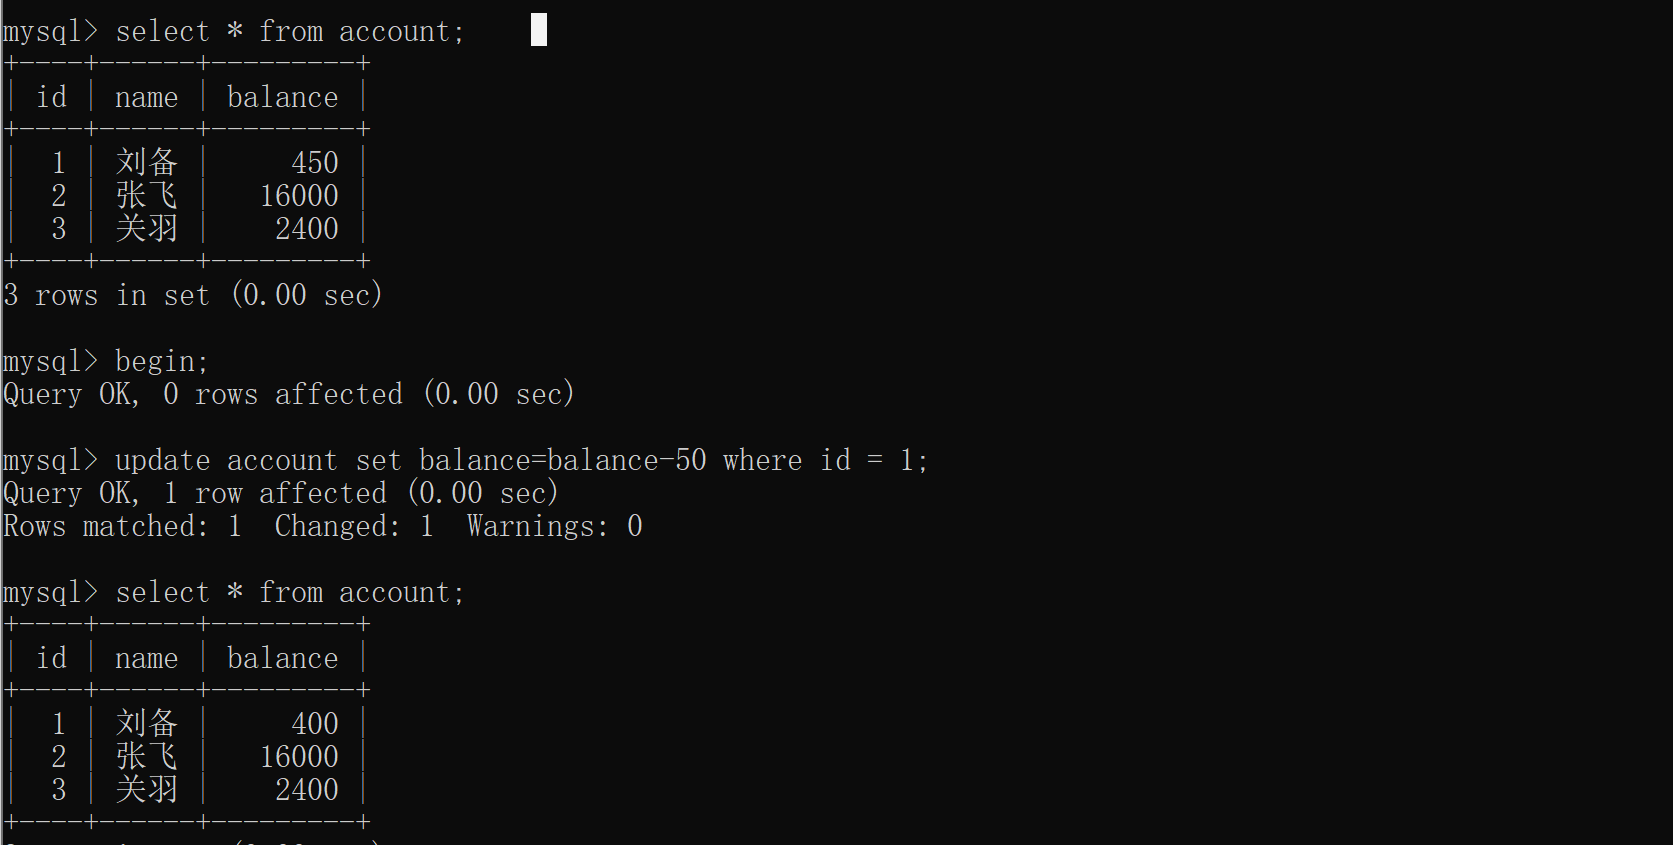 mysql> select * from account;
+----+------+---------+
| id | name | balance |
+----+------+---------+
| 1 | 刘备 | 450 |
| 2 | 张飞 | 16000 |
| 3 | 关羽 | 2400 |
+----+------+---------+
3 rows in set (0.00 sec)
mysql> begin;
Query OK, 0 rows affected (0.00 sec)
mysql> update account set balance=balance-50 where id = 1;
Query OK, 1 row affected (0.00 sec)
Rows matched: 1  Changed: 1  Warnings: 0
mysql> select * from account;
+----+------+---------+
| id | name | balance |
+----+------+---------+
| 1 | 刘备 | 400 |
| 2 | 张飞 | 16000 |
| 3 | 关羽 | 2400 |
+----+------+---------+